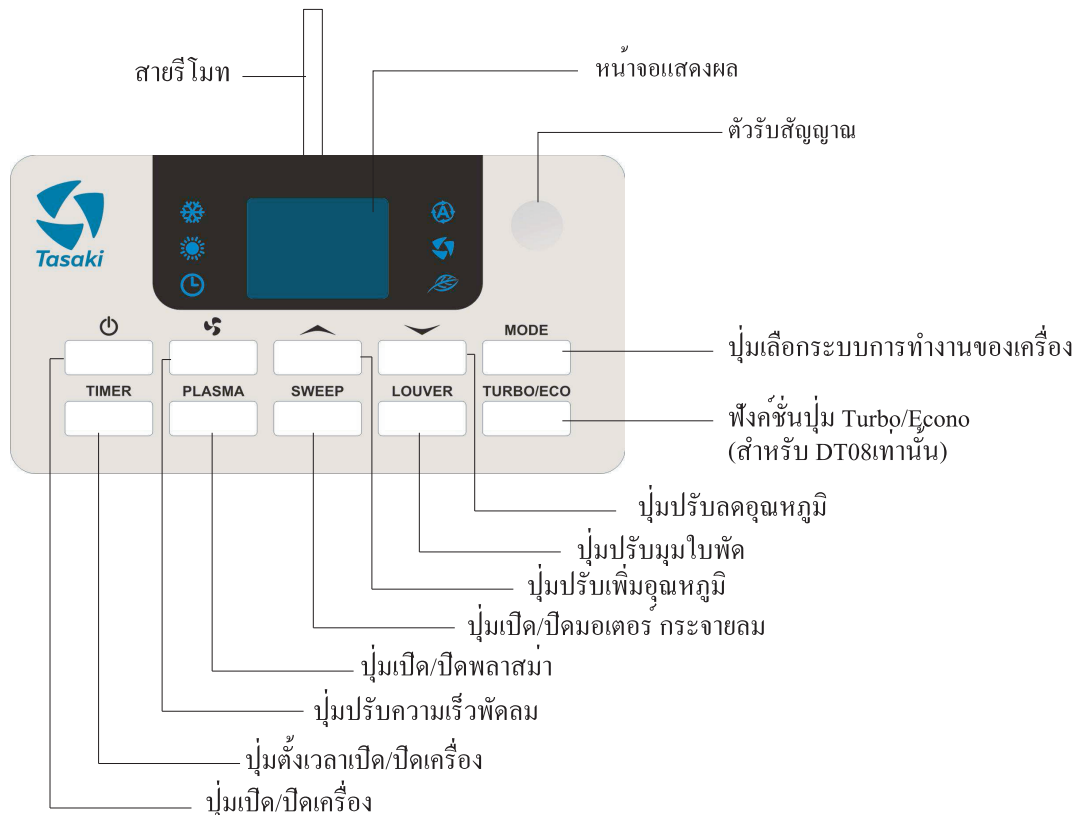 สายรีโมท
หน้าจอแสดงผล
ตัวรับสัญญาณ
Tasaki
A
MODE
TIMER PLASMA SWEEP LOUVER TURBO/ECO
ปุ่มเลือกระบบการทำงานของเครื่อง
ฟังค์ชั่นปุ่ม Turbo/Econo
(สำหรับ DT08เท่านั้น)
ปุ่มปรับลดอุณหภูมิ
ปุ่มปรับมุมใบพัด
ปุ่มปรับเพิ่มอุณหภูมิ
ปุ่มเปิด/ปิดมอเตอร์ กระจายลม
ปุ่มเปิด/ปิดพลาสม่า
ปุ่มปรับความเร็วพัดลม
ปุ่มตั้งเวลาเปิด/ปิดเครื่อง
ปุ่มเปิด/ปิดเครื่อง